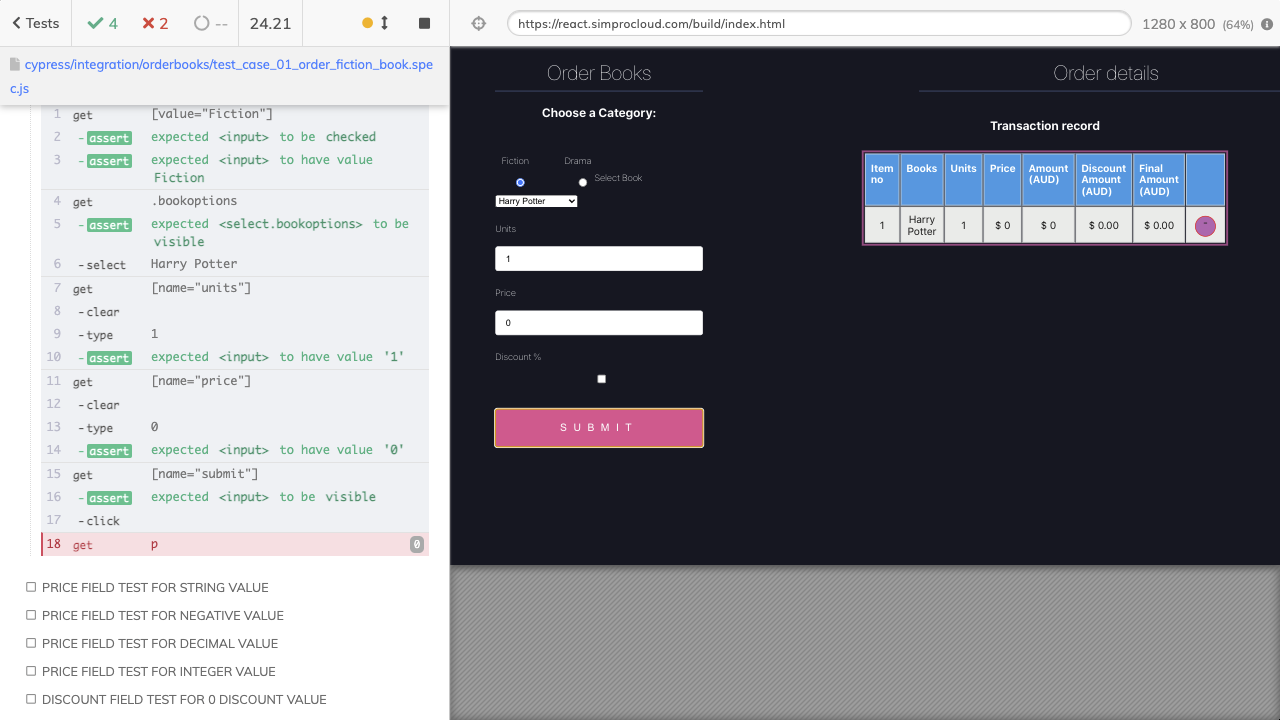 Tests
4
2
--
24.21
https://react.simprocloud.com/build/index.html
1280 x 800 (64%)
cypress/integration/orderbooks/test_case_01_order_fiction_book.spe
c.js
1 get [value="Fiction"]
2 -assert expected <input> to be checked
3 -assert expected <input> to have value
Fiction
4 get .bookoptions
5 -assert expected <select.bookoptions> to be
visible
6 -select Harry Potter
7 get [name="units"]
8 -clear
9 -type 1
10 -assert expected <input> to have value '1'
11 get [name="price"]
12 -clear
13 -type 0
14 -assert expected <input> to have value '0'
15 get [name="submit"]
16 -assert expected <input> to be visible
17 -click
18 get p 0
PRICE FIELD TEST FOR STRING VALUE
PRICE FIELD TEST FOR NEGATIVE VALUE
PRICE FIELD TEST FOR DECIMAL VALUE
PRICE FIELD TEST FOR INTEGER VALUE
DISCOUNT FIELD TEST FOR 0 DISCOUNT VALUE
Order Books
Choose a Category:
Fiction
Drama
Select Book
Harry Potter
Units
1
Price
0
Discount %
SUBMIT
Order details
Transaction record
Item no Books Units Price Amount (AUD) Discount Amount (AUD) Final Amount (AUD)
1 Harry Potter 1 $ 0 $ 0 $ 0.00 $ 0.00 -